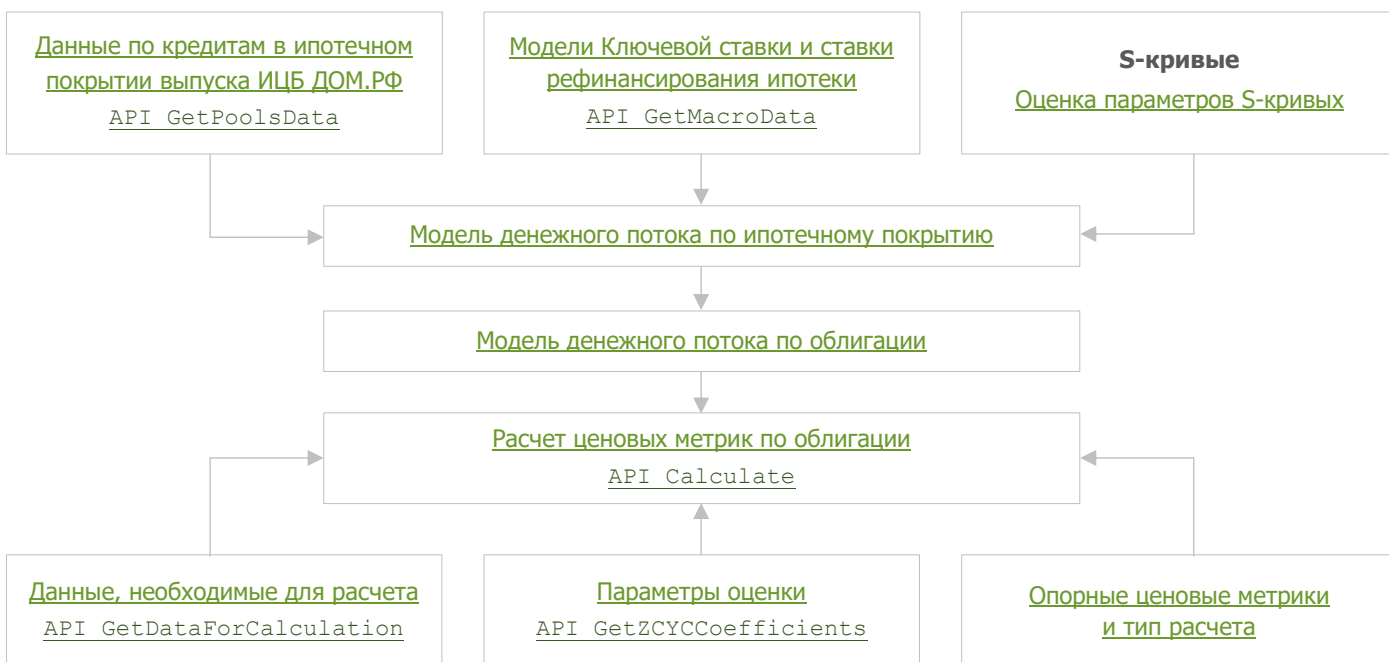 Данные по кредитам в ипотечном
покрытии выпуска ИЦБ ДОМ.РФ
API GetPoolsData
Модели Ключевой ставки и ставки
рефинансирования ипотеки
API GetMacroData
S-кривые
Оценка параметров S-кривых
Модель денежного потока по ипотечному покрытию
Модель денежного потока по облигации
Расчет ценовых метрик по облигации
API Calculate
Данные, необходимые для расчета
API GetDataForCalculation
Параметры оценки
API GetZCYCCoefficients
Опорные ценовые метрики
и тип расчета